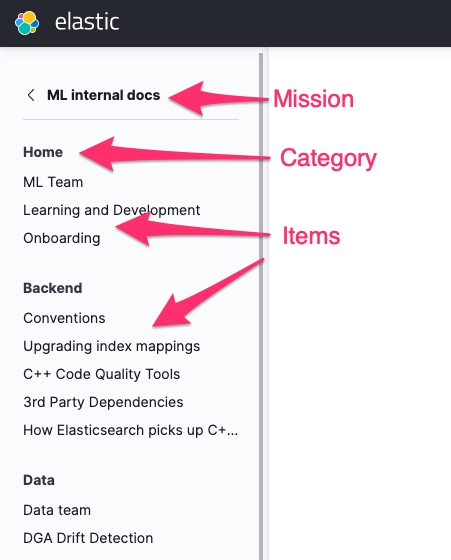 elastic
ML internal docs
Mission
Home
Category
ML Team
Learning and Development
Onboarding
Items
Backend
Conventions
Upgrading index mappings
C++ Code Quality Tools
3rd Party Dependencies
How Elasticsearch picks up C+...
Data
Data team
DGA Drift Detection